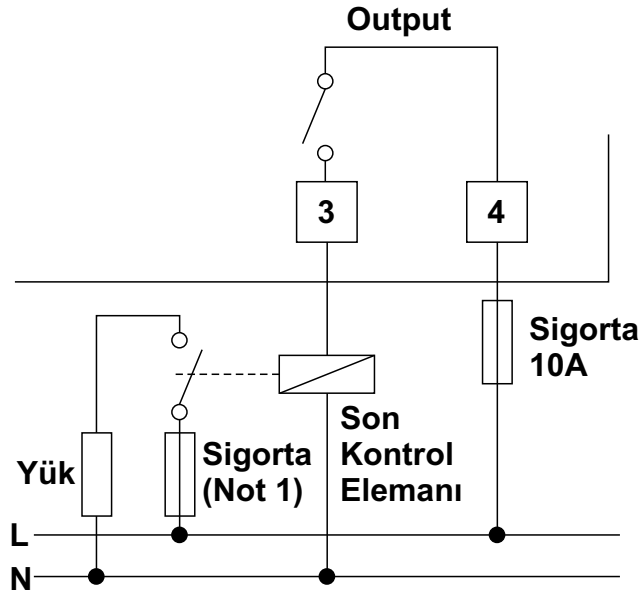 Output
3
4
Sigorta
10A
Son
Kontrol
Elemanı
Yük
Sigorta
(Not 1)
L
N